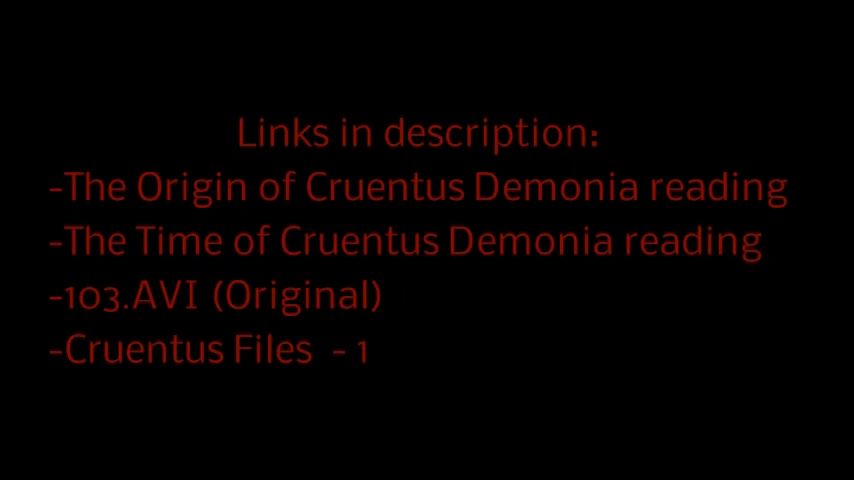 Links in description:
-The Origin of Cruentus Demonia reading
-The Time of Cruentus Demonia reading
-103.AVI (Original)
-Cruentus Files  - 1